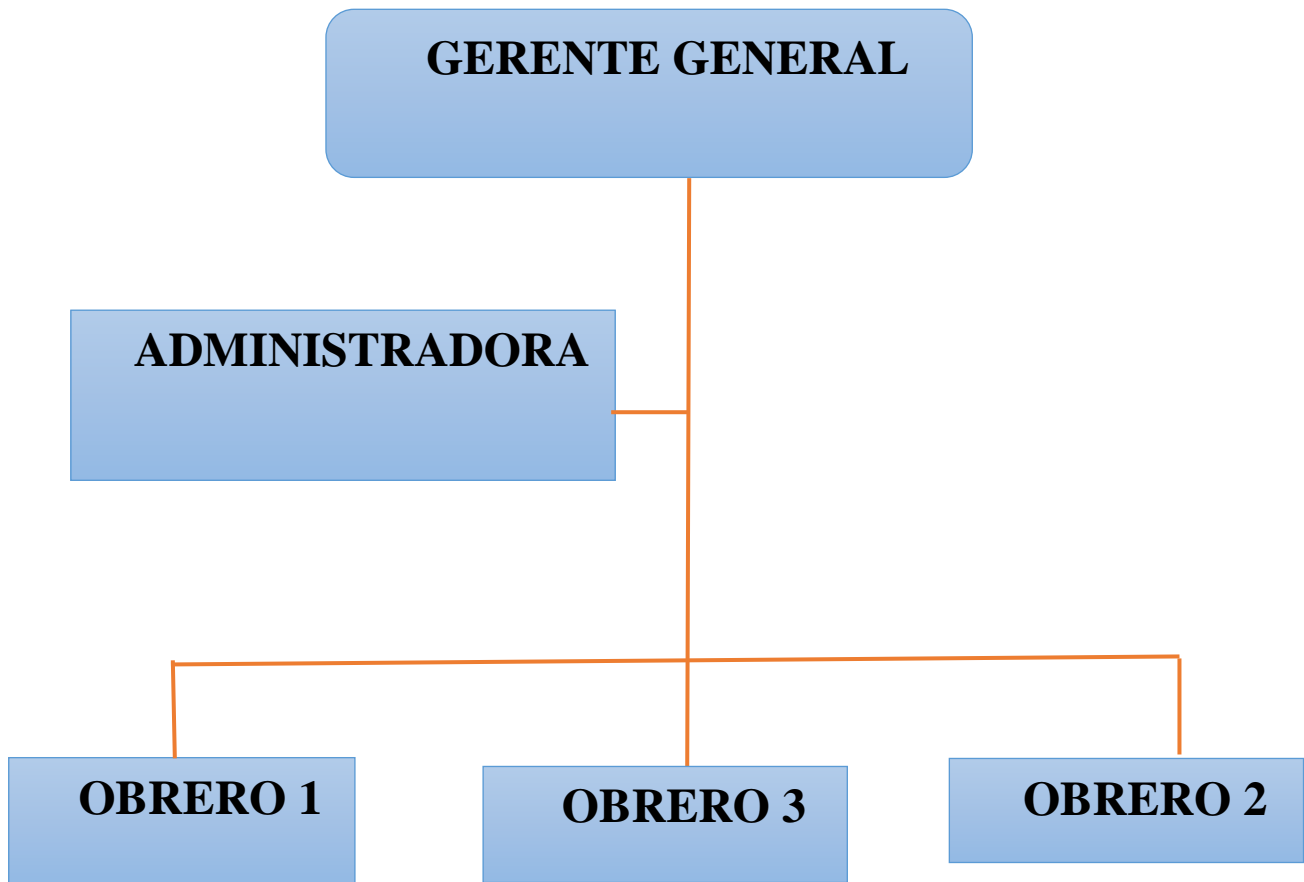 GERENTE GENERAL
ADMINISTRADORA
OBRERO 1
OBRERO 3
OBRERO 2